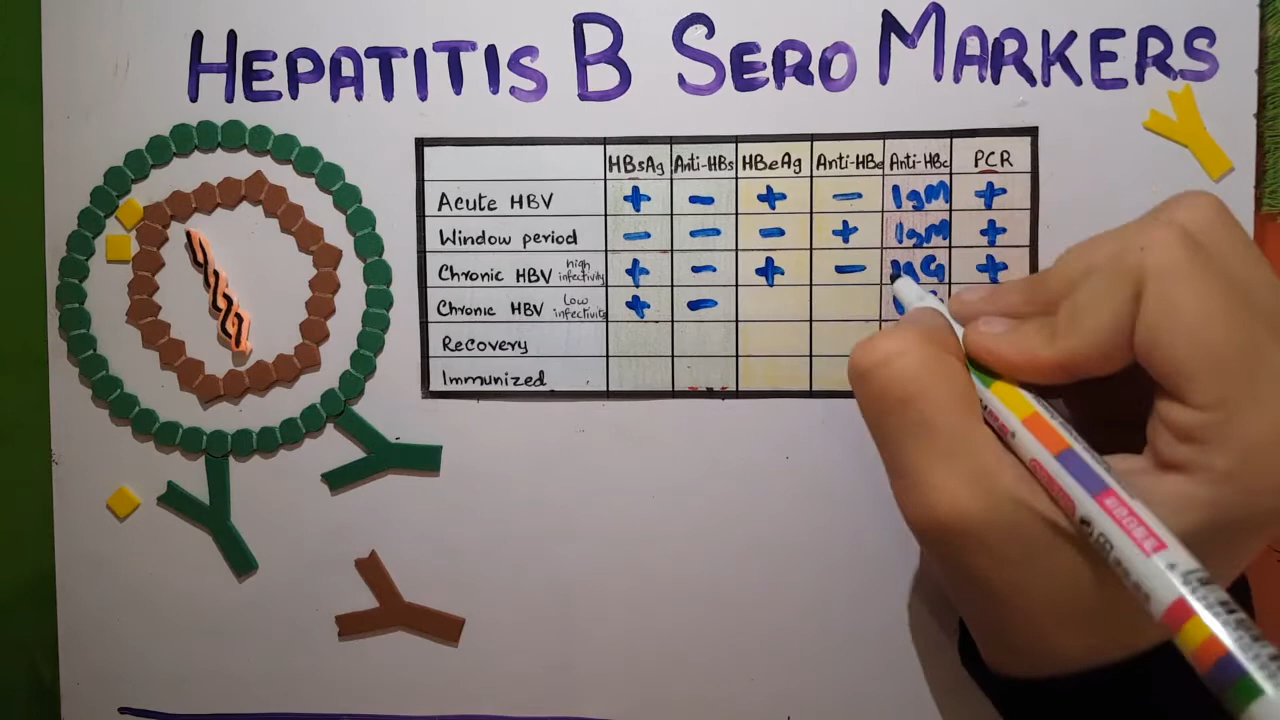 HEPATITIS B SERO MARKERS
HBsAg Anti-HBs HBeAg Anti-HBe Anti-HBc PCR
Acute HBV + - + - IgM +
Window period - - - + IgM +
Chronic HBV high infectivity + - + - IgG +
Chronic HBV Low infectivity + -
Recovery
Immunized